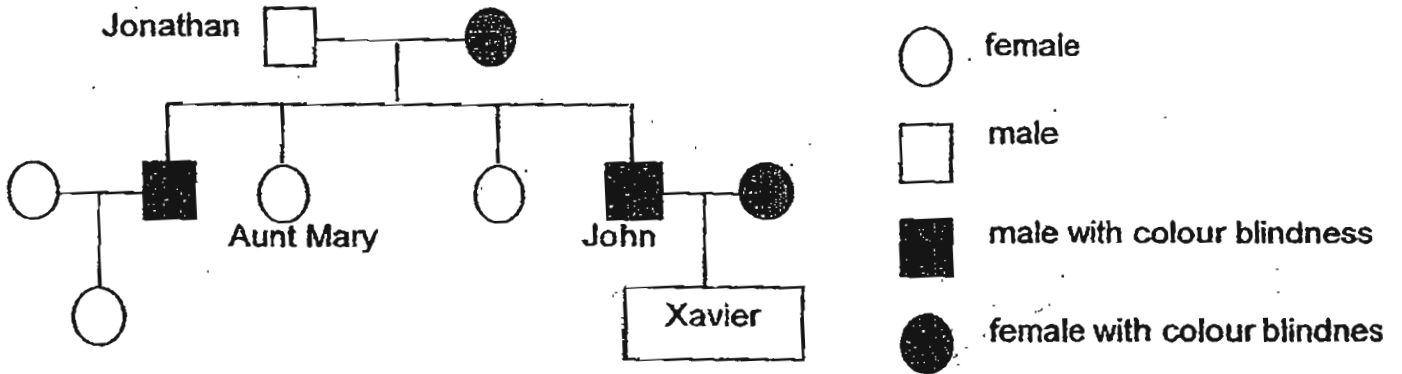 Jonathan
Aunt Mary
John
Xavier
female
male
male with colour blindness
female with colour blindnes